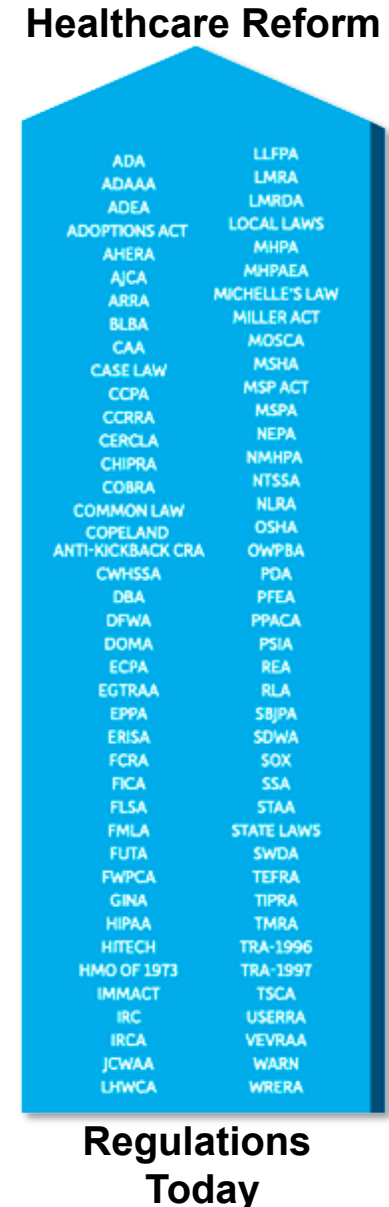 Healthcare Reform
ADA
ADAAA
ADEA
ADOPTIONS ACT
AHERA
AJCA
ARRA
BLBA
CAA
CASE LAW
CCPA
CCRRA
CERCLA
CHIPRA
COBRA
COMMON LAW
COPELAND
ANTI-KICKBACK CRA
CWHSSA
DBA
DFWA
DOMA
ECPA
EGTRAA
EPPA
ERISA
FCRA
FICA
FLSA
FMLA
FUTA
FWPCA
GINA
HIPAA
HITECH
HMO OF 1973
IMMACT
IRC
IRCA
JCWAA
LHWCA
LLFPA
LMRA
LMRDA
LOCAL LAWS
MHPA
MHPAEA
MICHELLE'S LAW
MILLER ACT
MOSCA
MSHA
MSP ACT
MSPA
NEPA
NMHPA
NTSSA
NLRA
OSHA
OWPBA
PDA
PFEA
PPACA
PSIA
REA
RLA
SBJPA
SDWA
SOX
SSA
STAA
STATE LAWS
SWDA
TEFRA
TIPRA
TMRA
TRA-1996
TRA-1997
TSCA
USERRA
VEVRAA
WARN
WRERA
Regulations
Today